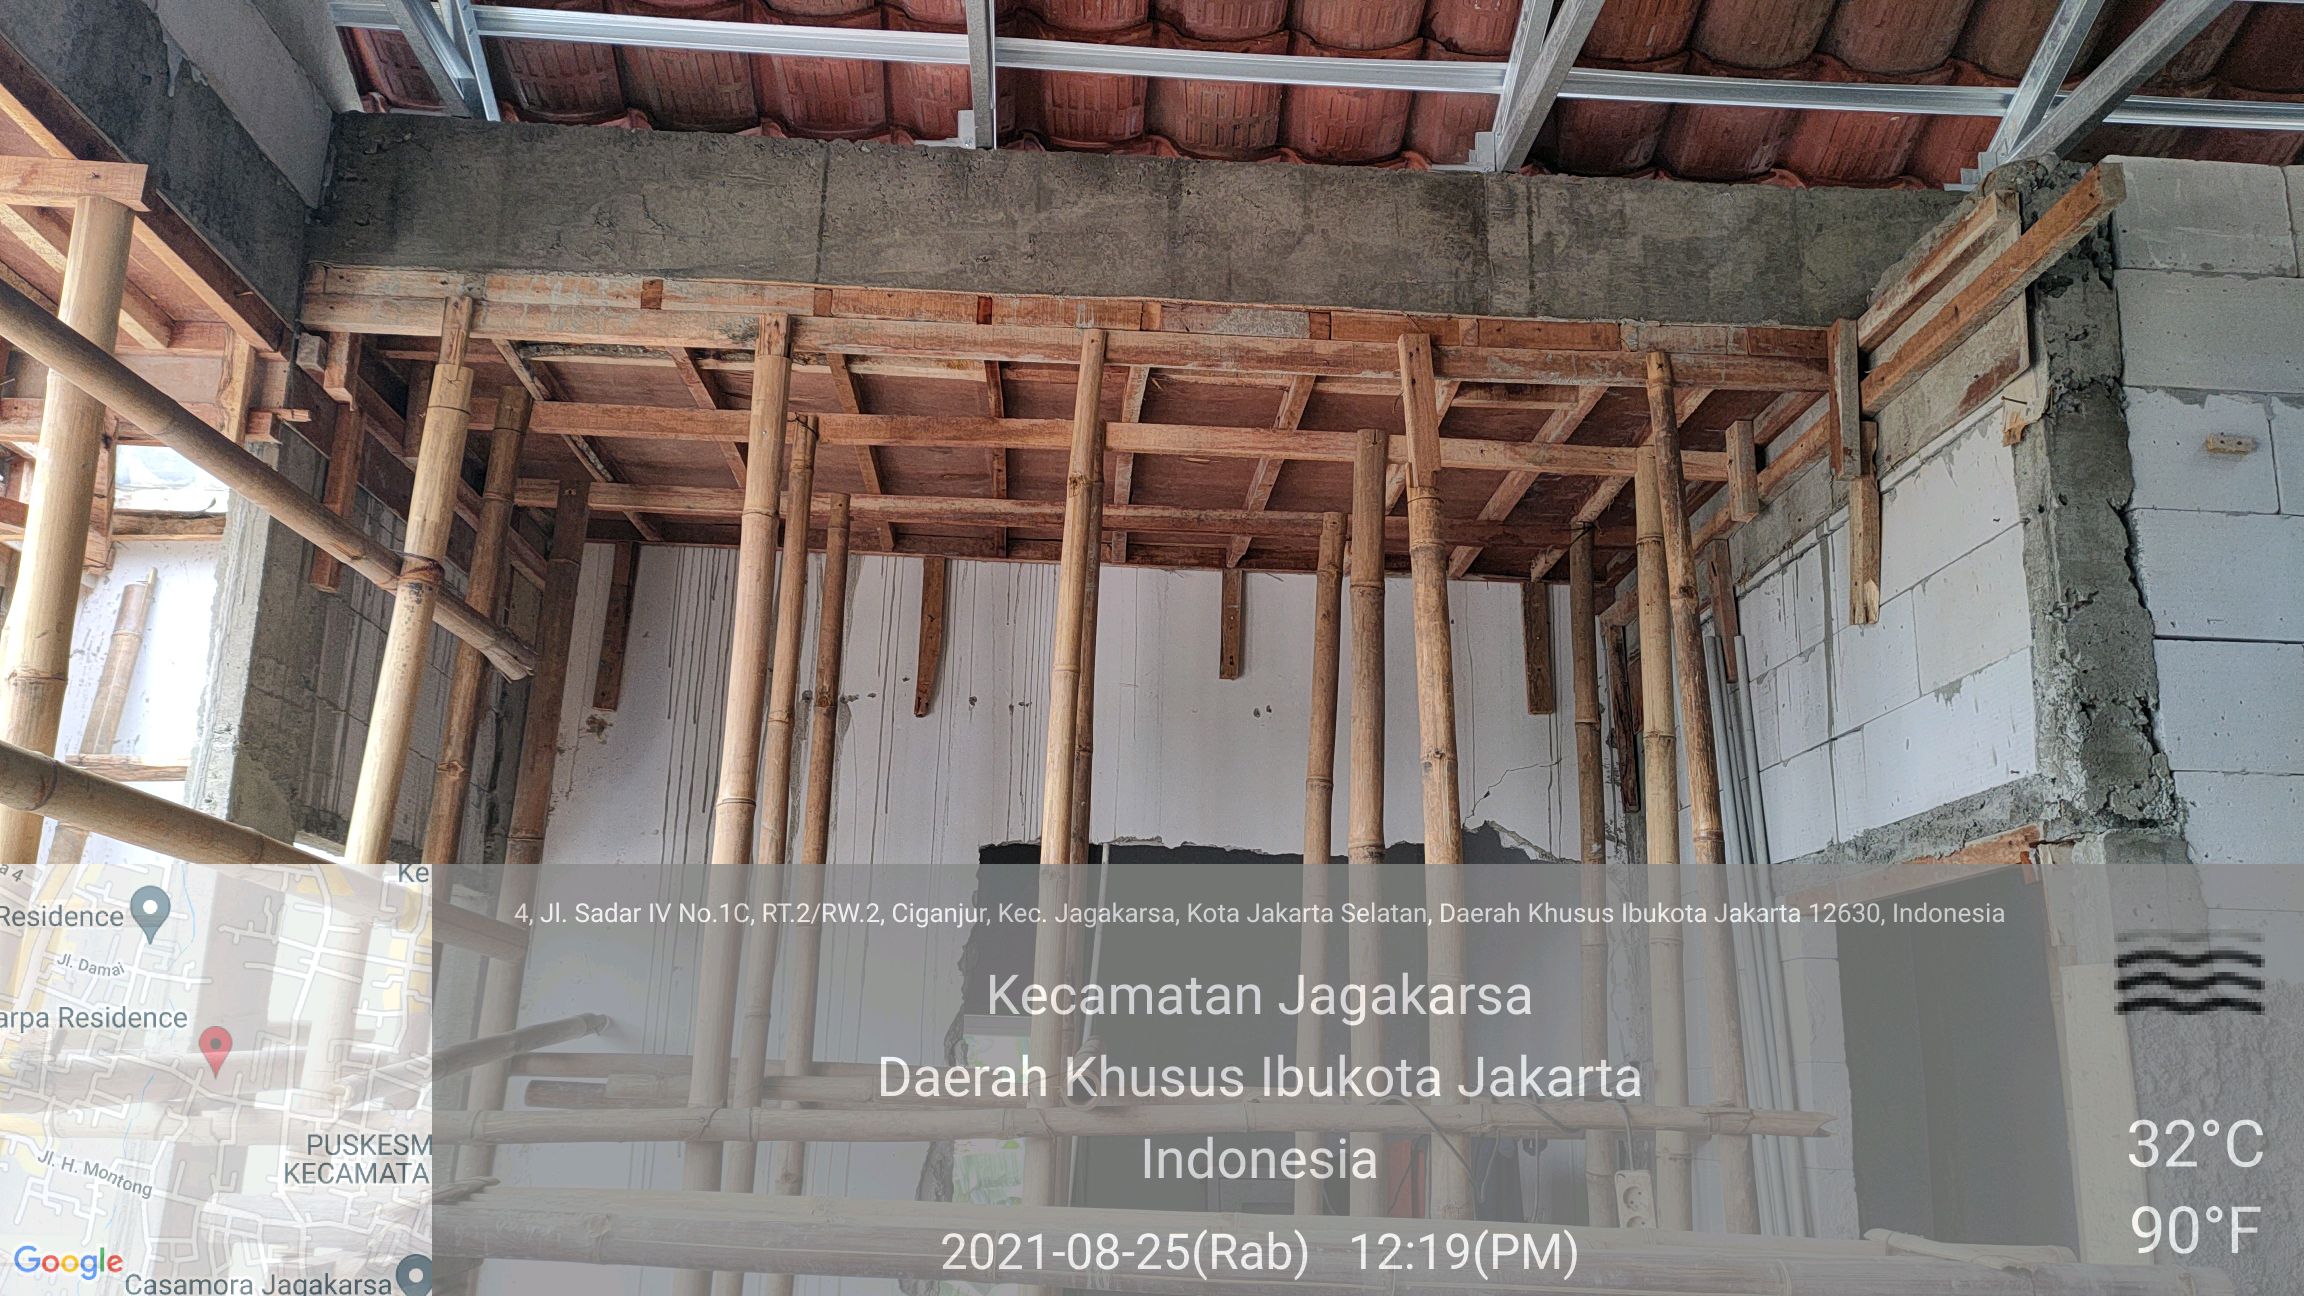 4, Jl. Sadar IV No.1C, RT.2/RW.2, Ciganjur, Kec. Jagakarsa, Kota Jakarta Selatan, Daerah Khusus Ibukota Jakarta 12630, Indonesia
Kecamatan Jagakarsa
Daerah Khusus Ibukota Jakarta
Indonesia
2021-08-25(Rab) 12:19(PM)
32°C
90°F
Ke
Residence
Jl. Damai
arpa Residence
PUSKESM
KECAMATA
Jl. H. Montong
Google
Casamora Jagakarsa